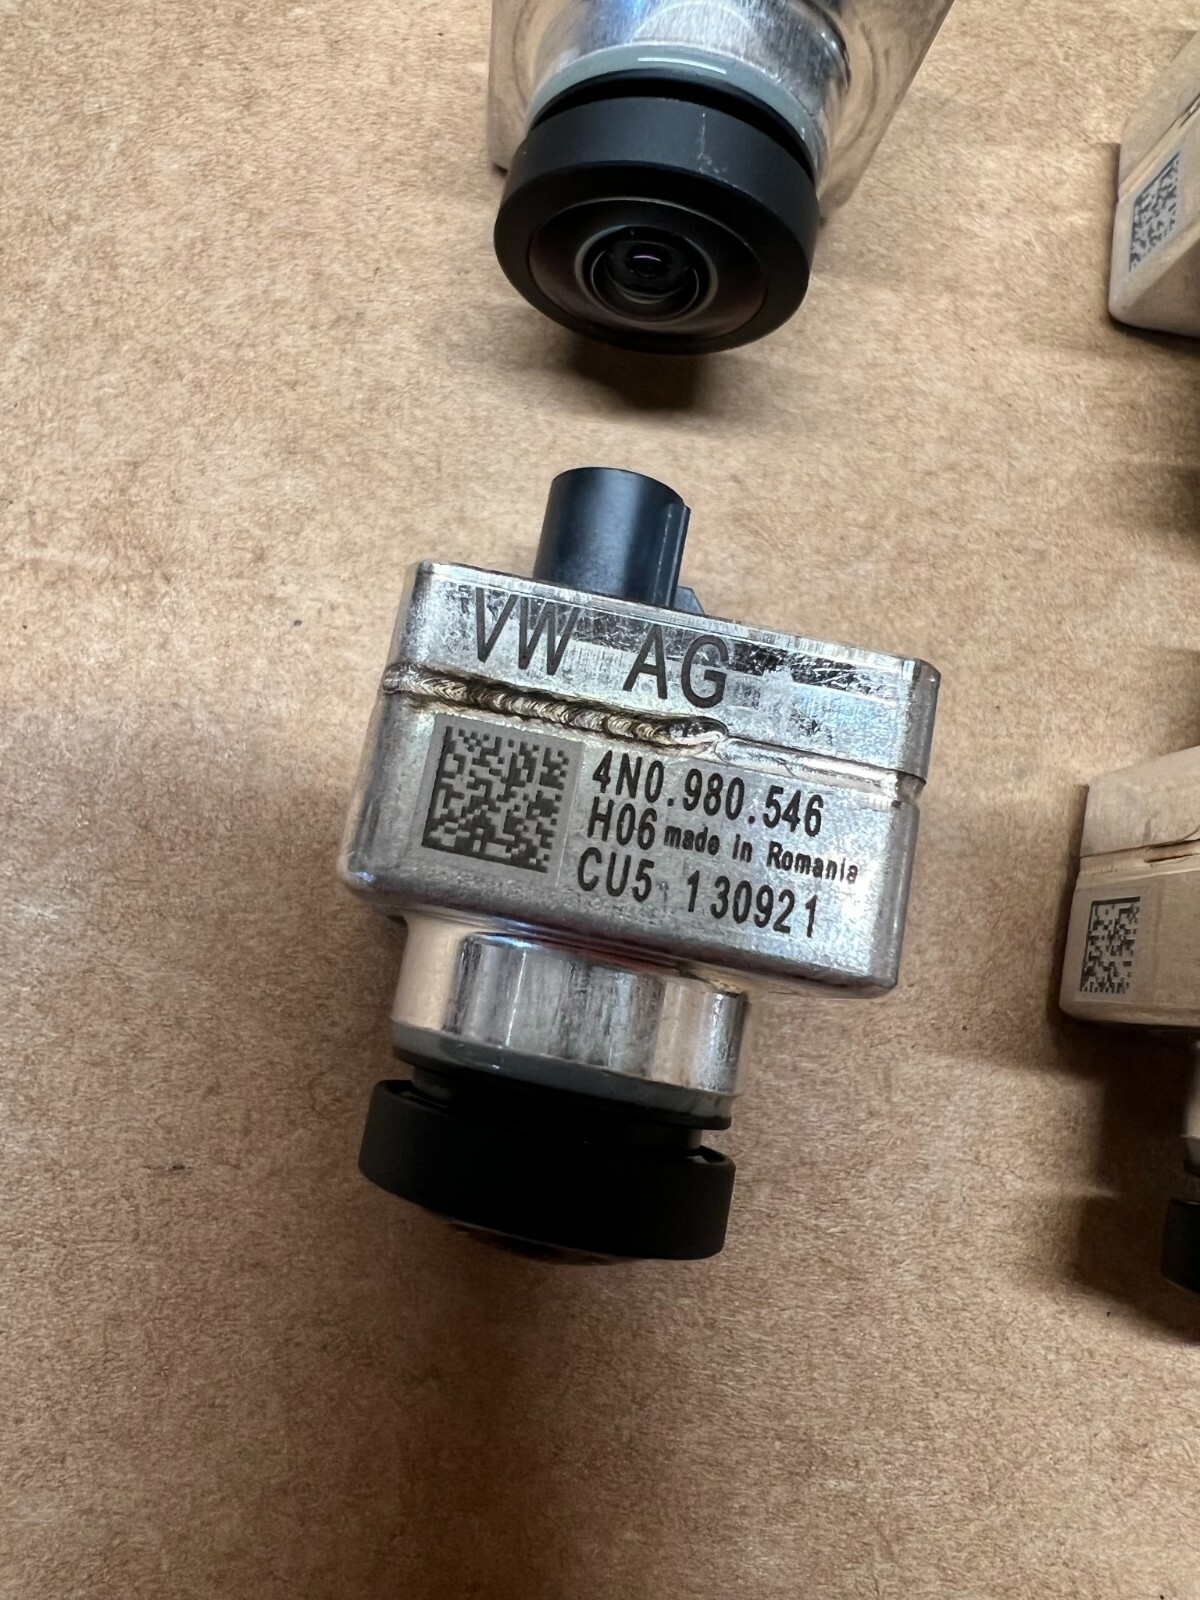 VW AG
4N0.980.546
H06 made in Romania
CU5 130921